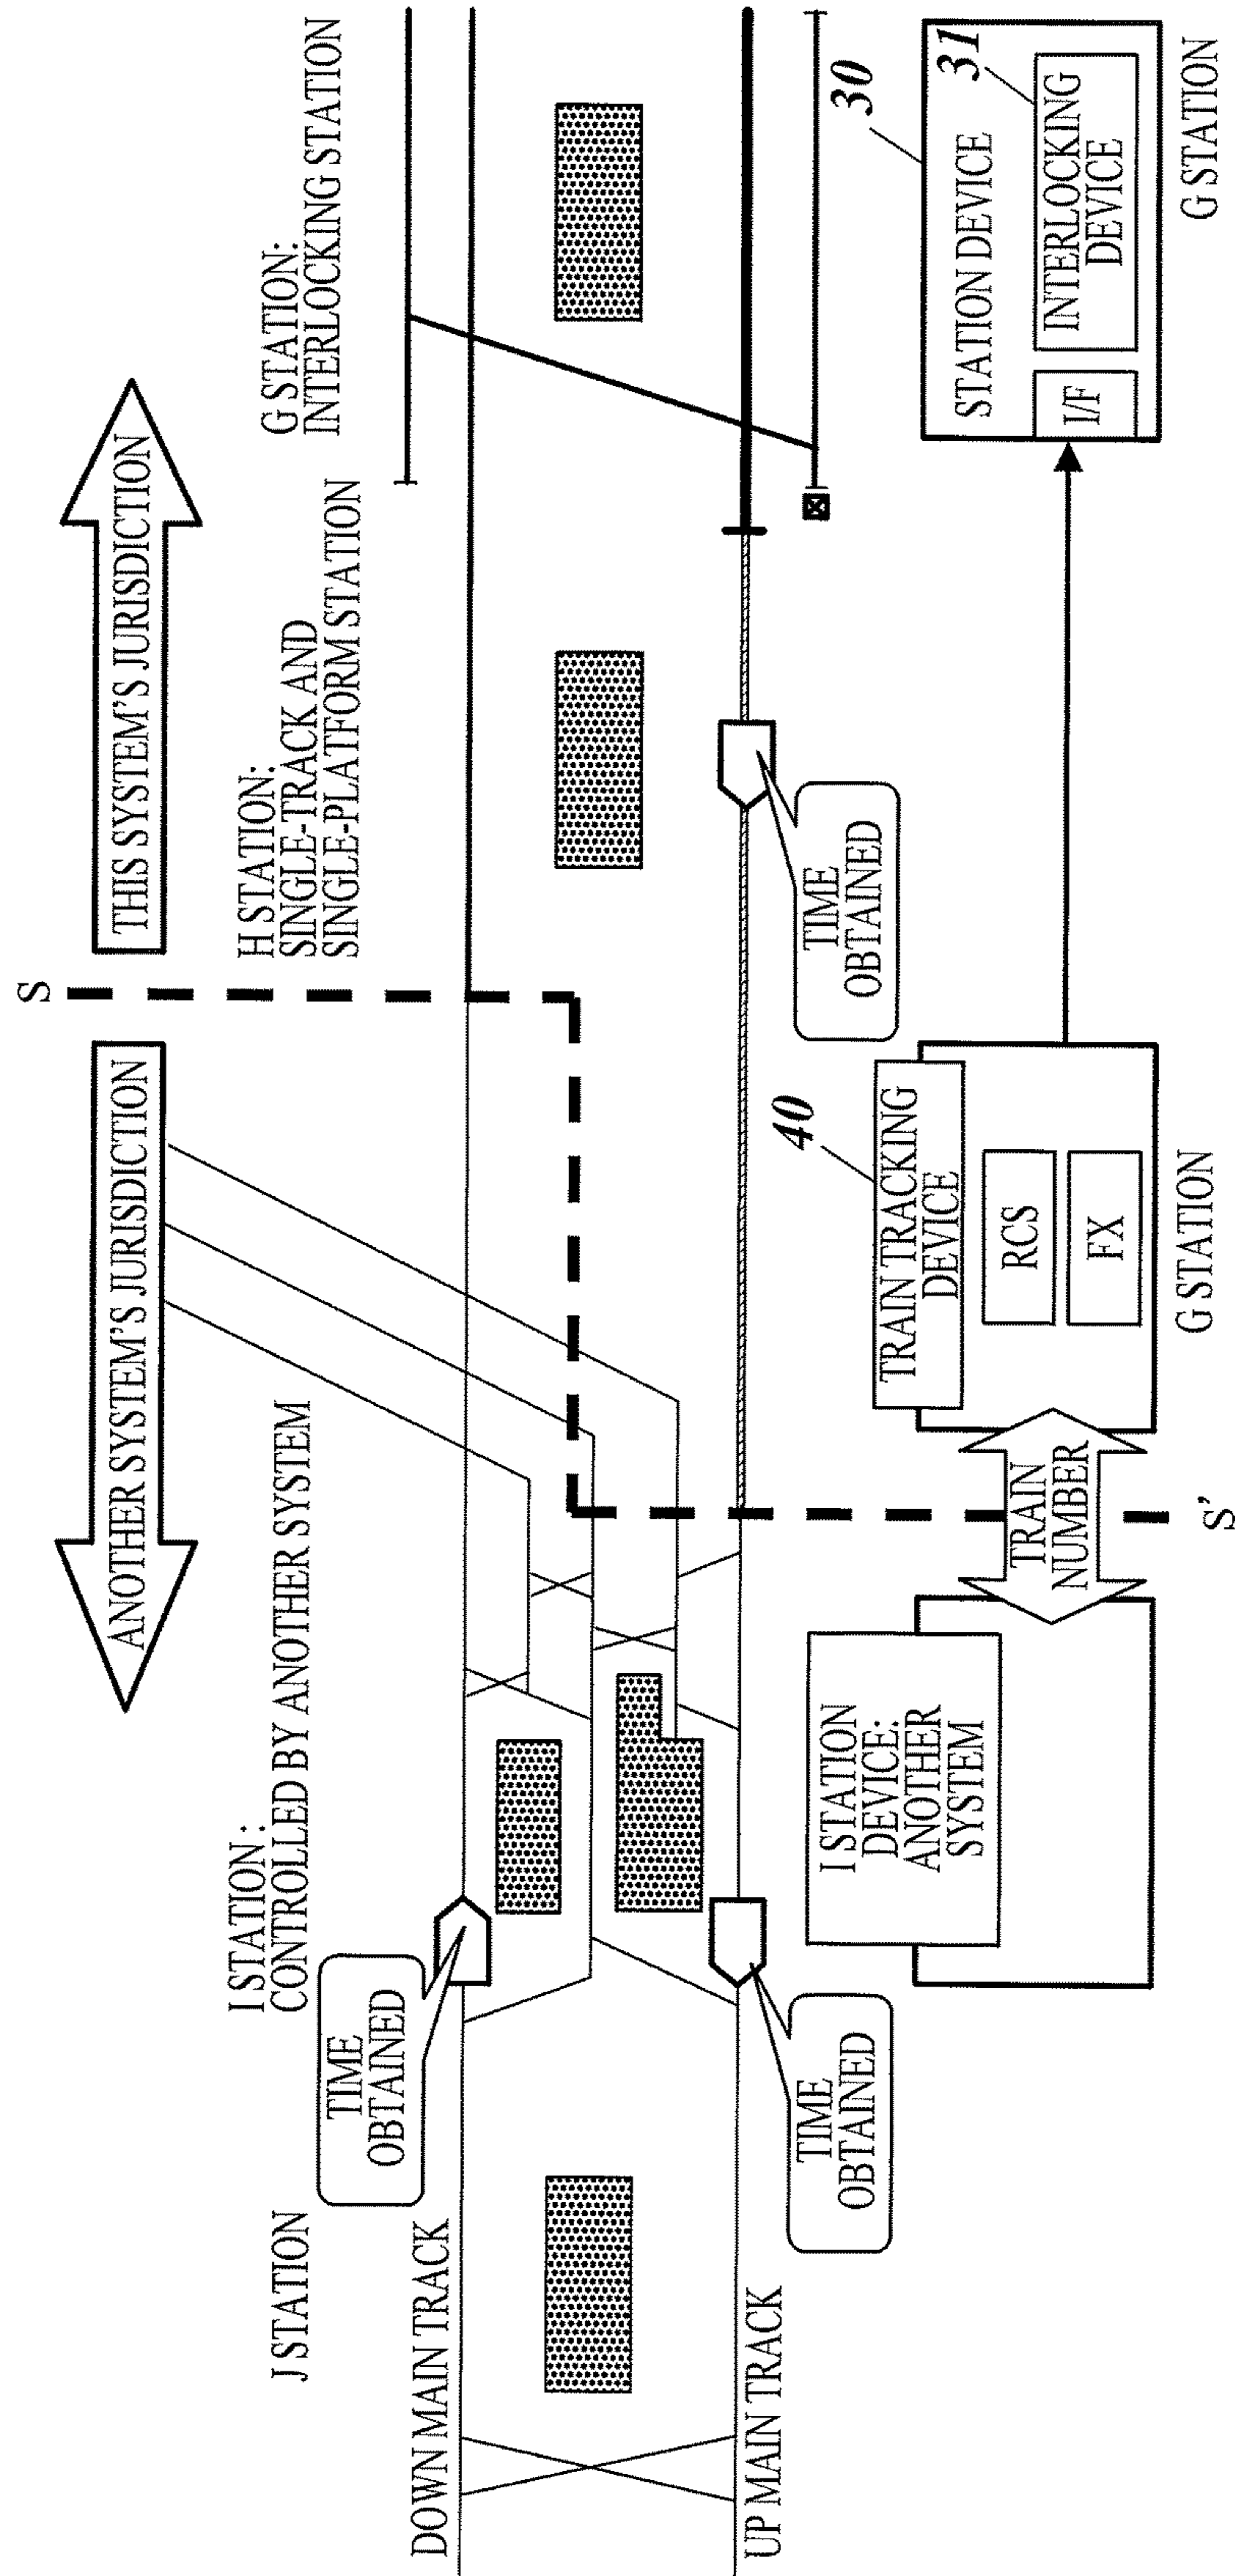 S
ANOTHER SYSTEM'S JURISDICTION
THIS SYSTEM'S JURISDICTION
J STATION
I STATION :
CONTROLLED BY ANOTHER SYSTEM
H STATION:
SINGLE-TRACK AND
SINGLE-PLATFORM STATION
G STATION:
INTERLOCKING STATION
TIME
OBTAINED
DOWN MAIN TRACK
UP MAIN TRACK
TIME
OBTAINED
TIME
OBTAINED
I STATION
DEVICE:
ANOTHER
SYSTEM
TRAIN
NUMBER
40
TRAIN TRACKING
DEVICE
RCS
FX
G STATION
30
STATION DEVICE
31
I/F
INTERLOCKING
DEVICE
G STATION
S'